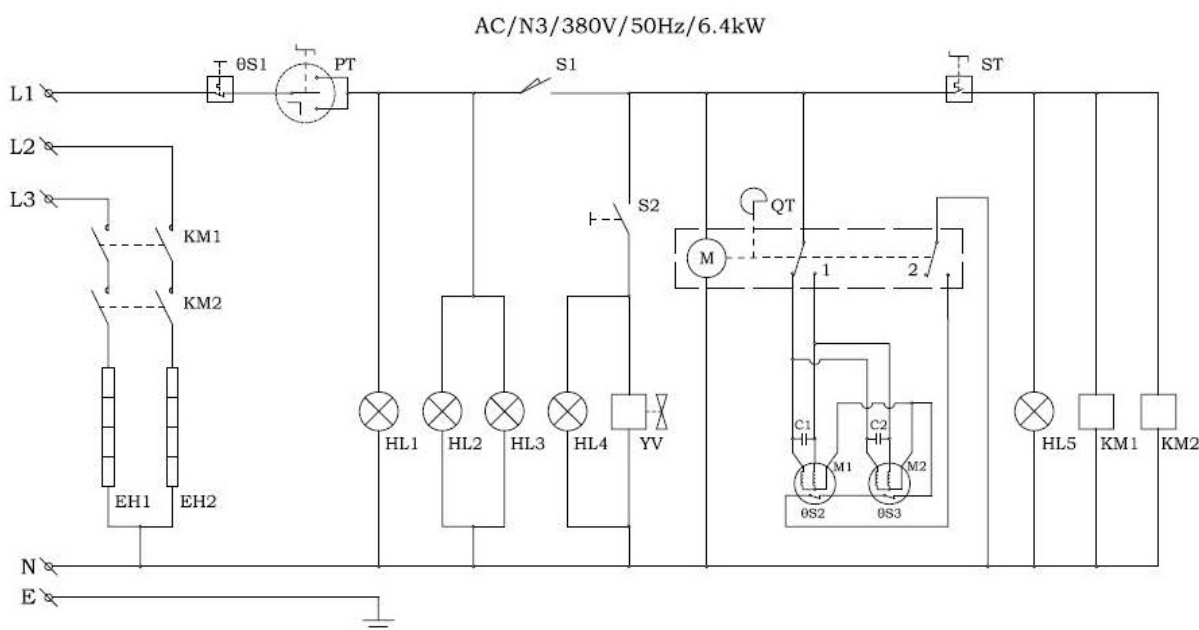 AC/N3/380V/50Hz/6.4kW
θS1
PT
S1
ST
L1
L2
L3
S2
QT
KM1
M
1
2
KM2
C1
C2
HL1
HL2
HL3
HL4
YV
HL5
KM1
KM2
M1
M2
EH1
EH2
θS2
θS3
N
E